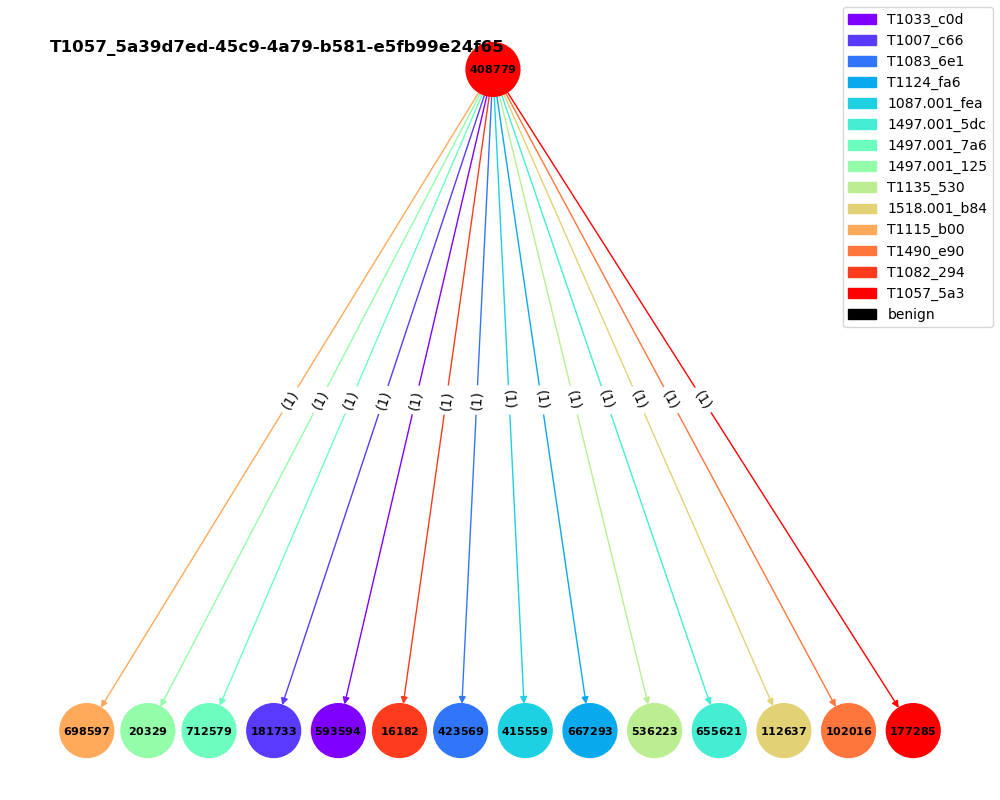 T1057_5a39d7ed-45c9-4a79-b581-e5fb99e24f65
408779
T1033_c0d
T1007_c66
T1083_6e1
T1124_fa6
1087.001_fea
1497.001_5dc
1497.001_7a6
1497.001_125
T1135_530
1518.001_b84
T1115_b00
T1490_e90
T1082_294
T1057_5a3
benign
(1) (1) (1) (1) (1) (1) (1) (1) (1) (1) (1) (1) (1) (1)
698597 20329 712579 181733 593594 16182 423569 415559 667293 536223 655621 112637 102016 177285